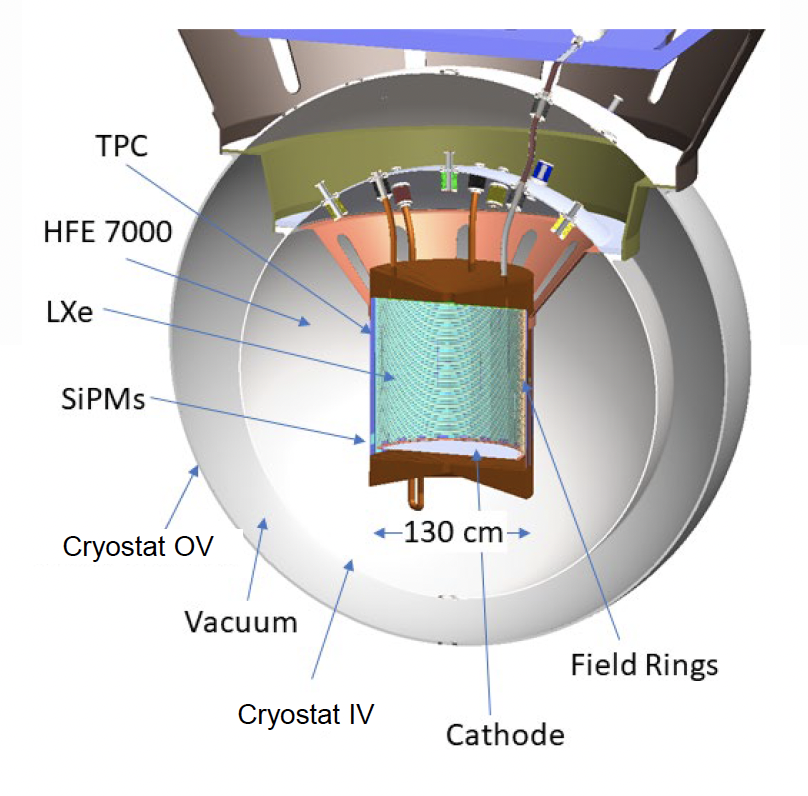 TPC
HFE 7000
LXe
SiPMs
130 cm
Cryostat OV
Vacuum
Field Rings
Cryostat IV
Cathode